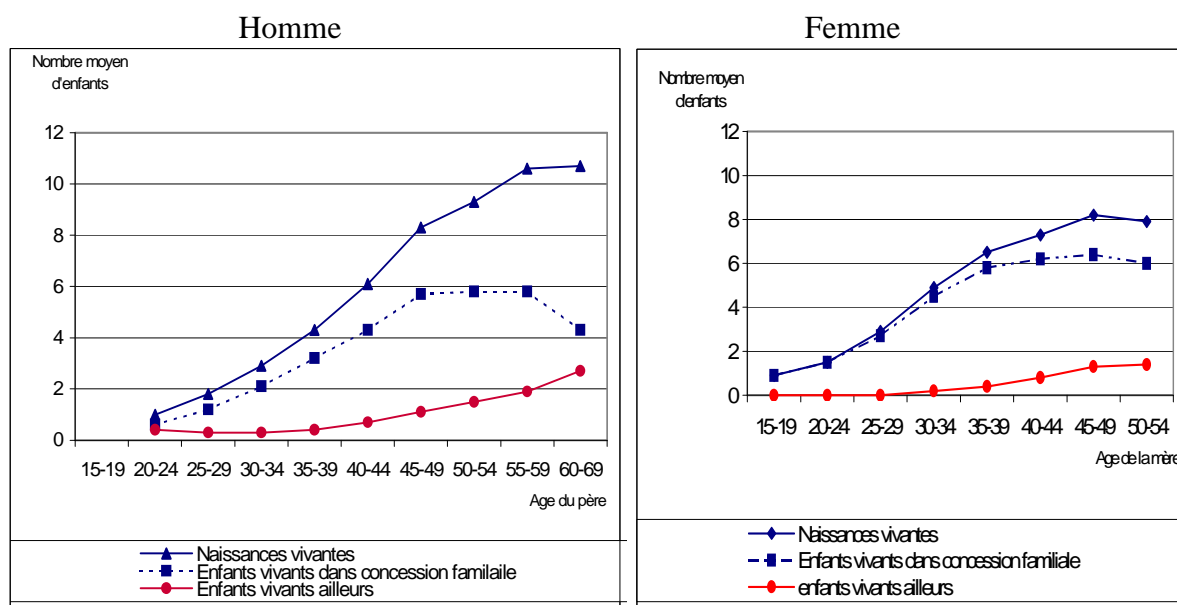 Homme
Nombre moyen
d'enfants
12
10
8
6
4
2
0
15-19 20-24 25-29 30-34 35-39 40-44 45-49 50-54 55-59 60-69
Age du père
Naissances vivantes
Enfants vivants dans concession familaile
Enfants vivants ailleurs
Femme
Nombre moyen
d'enfants
12
10
8
6
4
2
0
15-19 20-24 25-29 30-34 35-39 40-44 45-49 50-54
Age de la mère
Naissances vivantes
Enfants vivants dans concession familiale
enfants vivants ailleurs